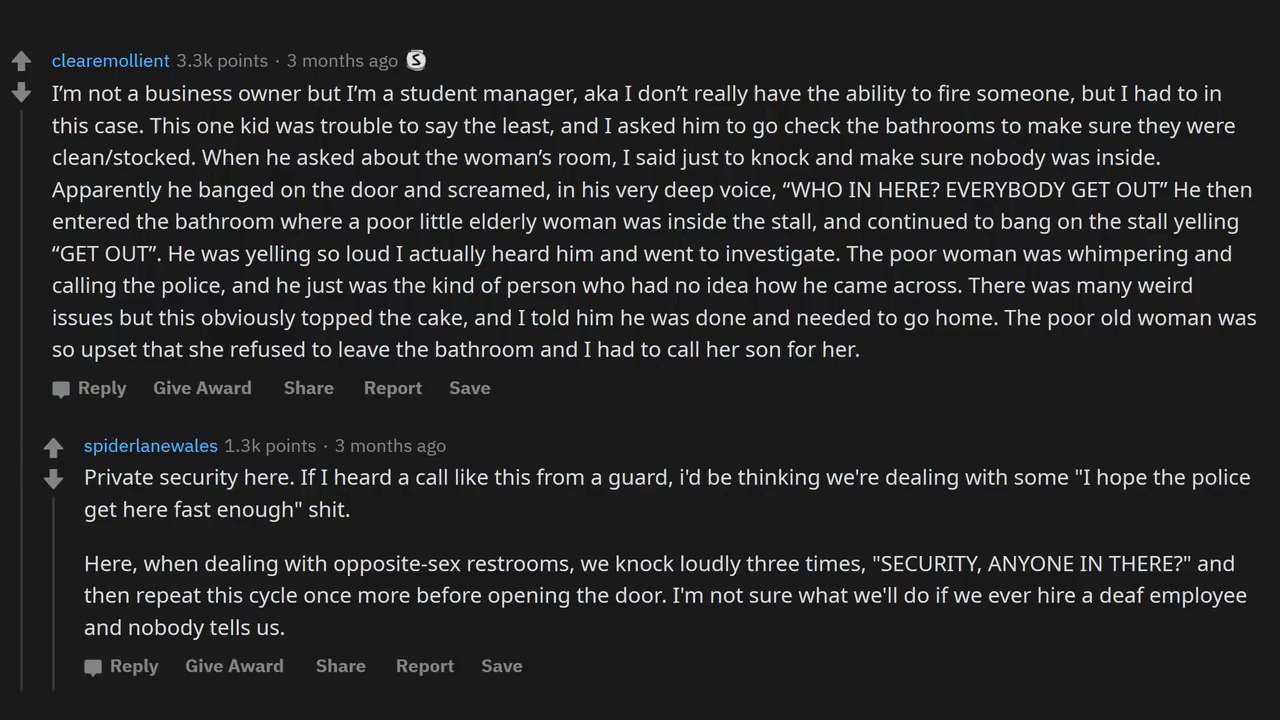 clearemollient 3.3k points · 3 months ago S
I’m not a business owner but I’m a student manager, aka I don’t really have the ability to fire someone, but I had to in
this case. This one kid was trouble to say the least, and I asked him to go check the bathrooms to make sure they were
clean/stocked. When he asked about the woman’s room, I said just to knock and make sure nobody was inside.
Apparently he banged on the door and screamed, in his very deep voice, “WHO IN HERE? EVERYBODY GET OUT” He then
entered the bathroom where a poor little elderly woman was inside the stall, and continued to bang on the stall yelling
“GET OUT”. He was yelling so loud I actually heard him and went to investigate. The poor woman was whimpering and
calling the police, and he just was the kind of person who had no idea how he came across. There was many weird
issues but this obviously topped the cake, and I told him he was done and needed to go home. The poor old woman was
so upset that she refused to leave the bathroom and I had to call her son for her.
Reply Give Award Share Report Save
spiderlanewales 1.3k points · 3 months ago
Private security here. If I heard a call like this from a guard, i'd be thinking we're dealing with some "I hope the police
get here fast enough" shit.
Here, when dealing with opposite-sex restrooms, we knock loudly three times, "SECURITY, ANYONE IN THERE?" and
then repeat this cycle once more before opening the door. I'm not sure what we'll do if we ever hire a deaf employee
and nobody tells us.
Reply Give Award Share Report Save